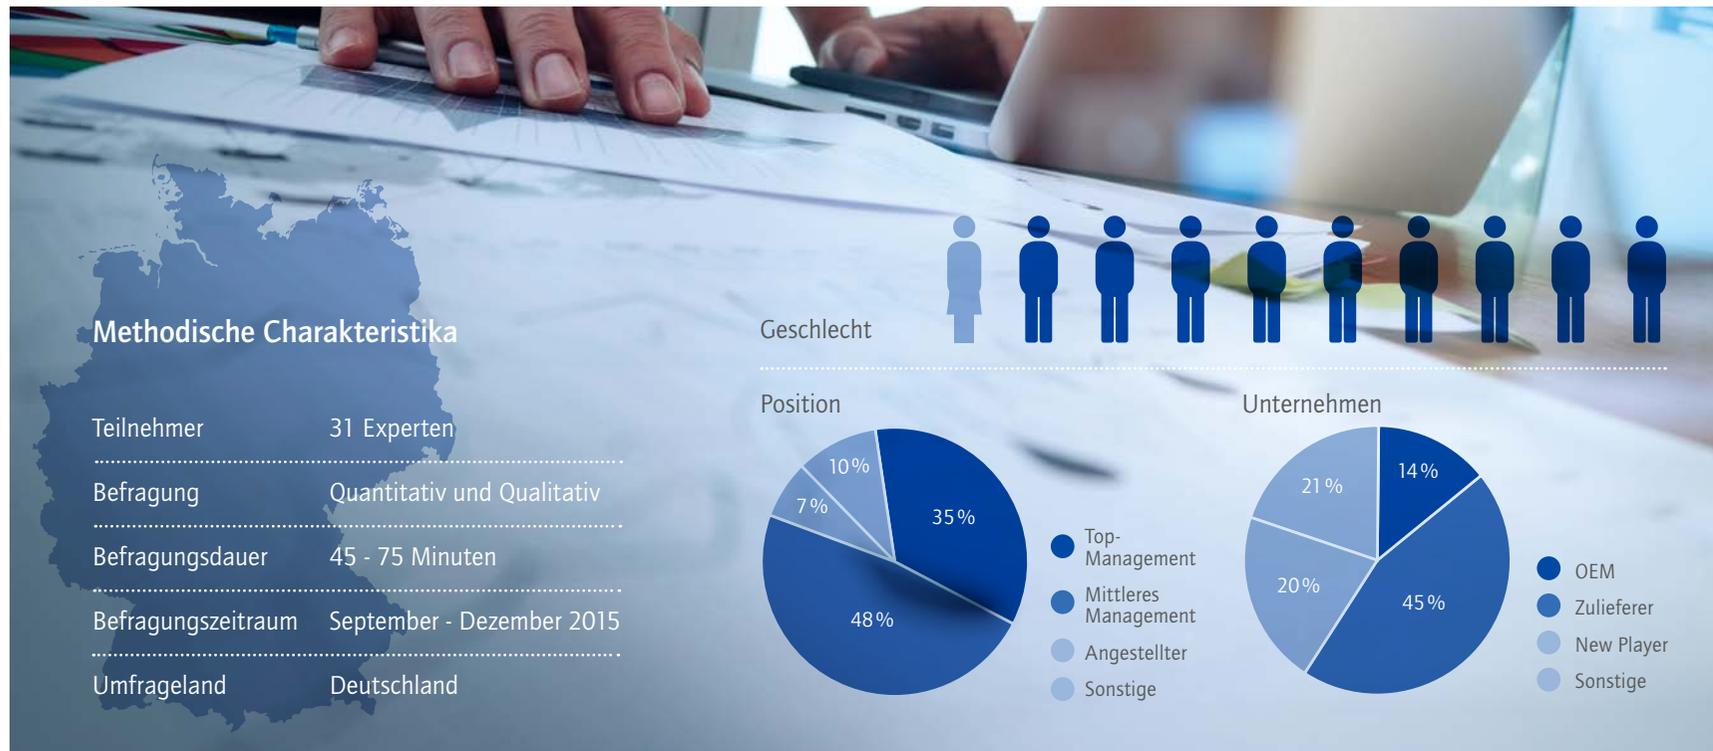 Methodische Charakteristika
Teilnehmer 31 Experten
Befragung Quantitativ und Qualitativ
Befragungsdauer 45 - 75 Minuten
Befragungszeitraum September - Dezember 2015
Umfrageland Deutschland
Geschlecht
Position
10%
7%
35%
48%
Top-
Management
Mittleres
Management
Angestellter
Sonstige
Unternehmen
21%
14%
20%
45%
OEM
Zulieferer
New Player
Sonstige